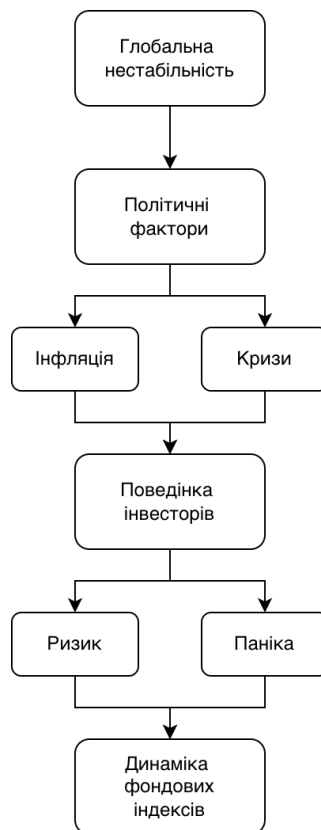 Глобальна
нестабільність
Політичні
фактори
Інфляція
Кризи
Поведінка
інвесторів
Ризик
Паніка
Динаміка
фондових
індексів